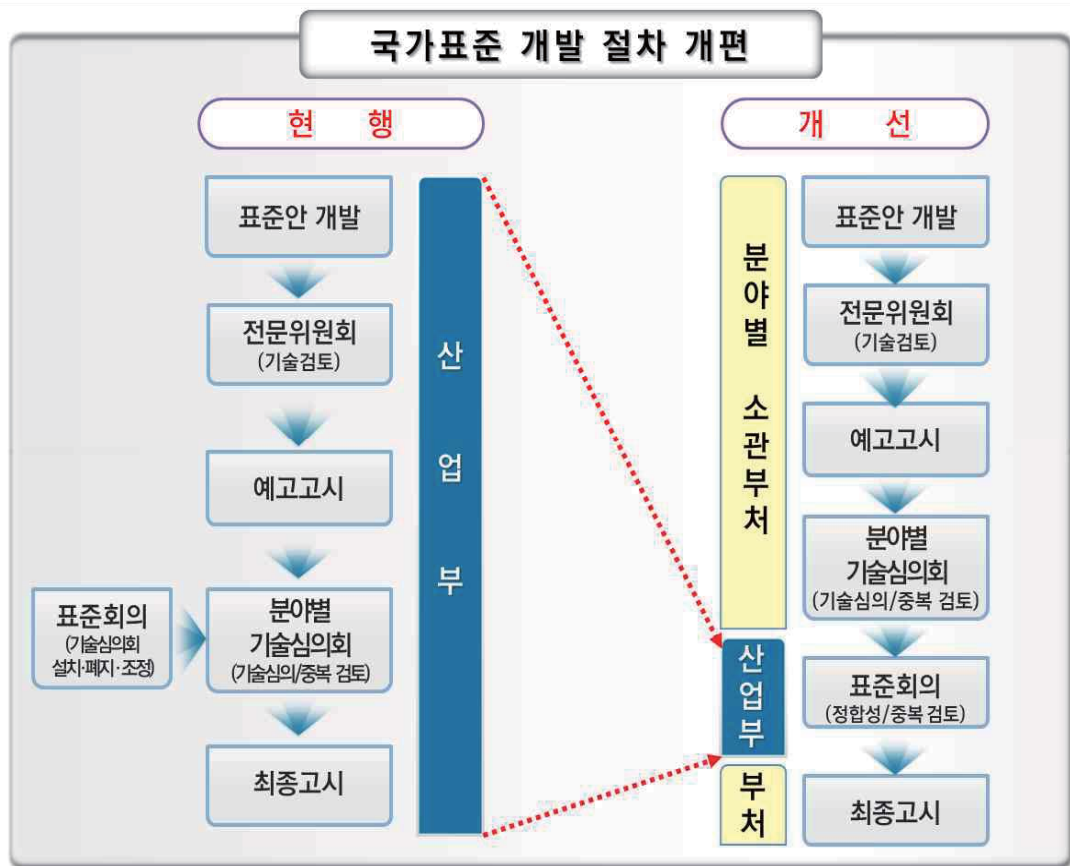 국가표준 개발 절차 개편
현 행
표준안 개발
전문위원회
(기술검토)
예고고시
표준회의
(기술심의회
설치·폐지·조정)
분야별
기술심의회
(기술심의/중복 검토)
최종고시
산업부
개 선
분야별 소관부처
산업부
부처
표준안 개발
전문위원회
(기술검토)
예고고시
분야별
기술심의회
(기술심의/중복 검토)
표준회의
(정합성/중복 검토)
최종고시